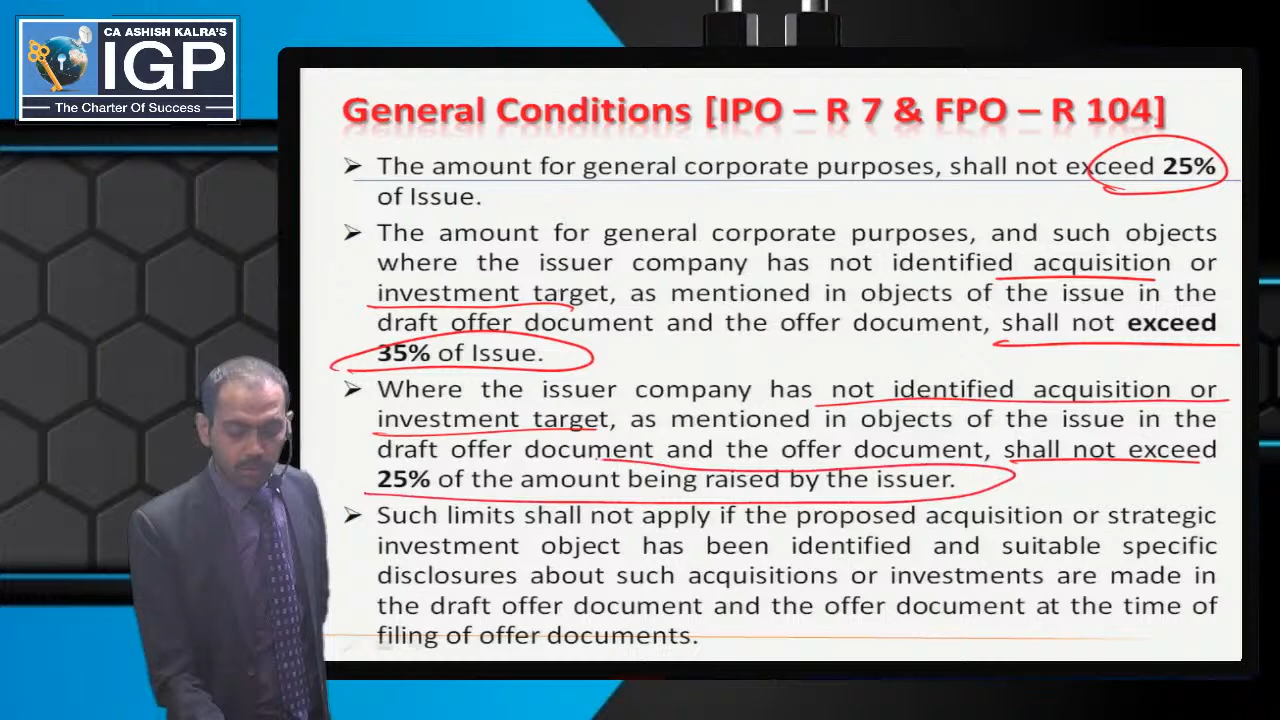 CA ASHISH KALRA'S
IGP
The Charter Of Success
General Conditions [IPO – R 7 & FPO – R 104]
➢ The amount for general corporate purposes, shall not exceed 25%
of Issue.
➢ The amount for general corporate purposes, and such objects
where the issuer company has not identified acquisition or
investment target, as mentioned in objects of the issue in the
draft offer document and the offer document, shall not exceed
35% of Issue.
➢ Where the issuer company has not identified acquisition or
investment target, as mentioned in objects of the issue in the
draft offer document and the offer document, shall not exceed
25% of the amount being raised by the issuer.
➢ Such limits shall not apply if the proposed acquisition or strategic
investment object has been identified and suitable specific
disclosures about such acquisitions or investments are made in
the draft offer document and the offer document at the time of
filing of offer documents.